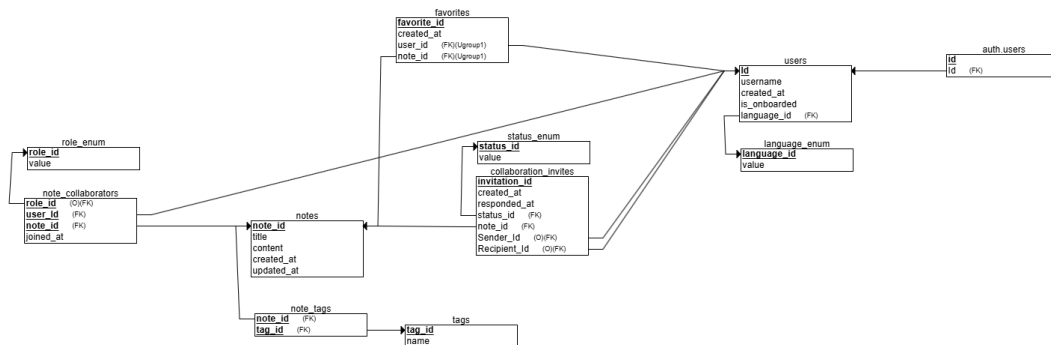 favorites
favorite_id
created_at
user_id (FK)(Ugroup1)
note_id (FK)(Ugroup1)
users
Id
username
created_at
is_onboarded
language_id (FK)
auth.users
id
Id (FK)
role_enum
role_id
value
status_enum
status_id
value
language_enum
language_id
value
note_collaborators
role_id (O)(FK)
user_Id (FK)
note_id (FK)
joined_at
notes
note_id
title
content
created_at
updated_at
collaboration_invites
invitation_id
created_at
responded_at
status_id (FK)
note_id (FK)
Sender_Id (O)(FK)
Recipient_Id (O)(FK)
note_tags
note_id (FK)
tag_id (FK)
tags
tag_id
name